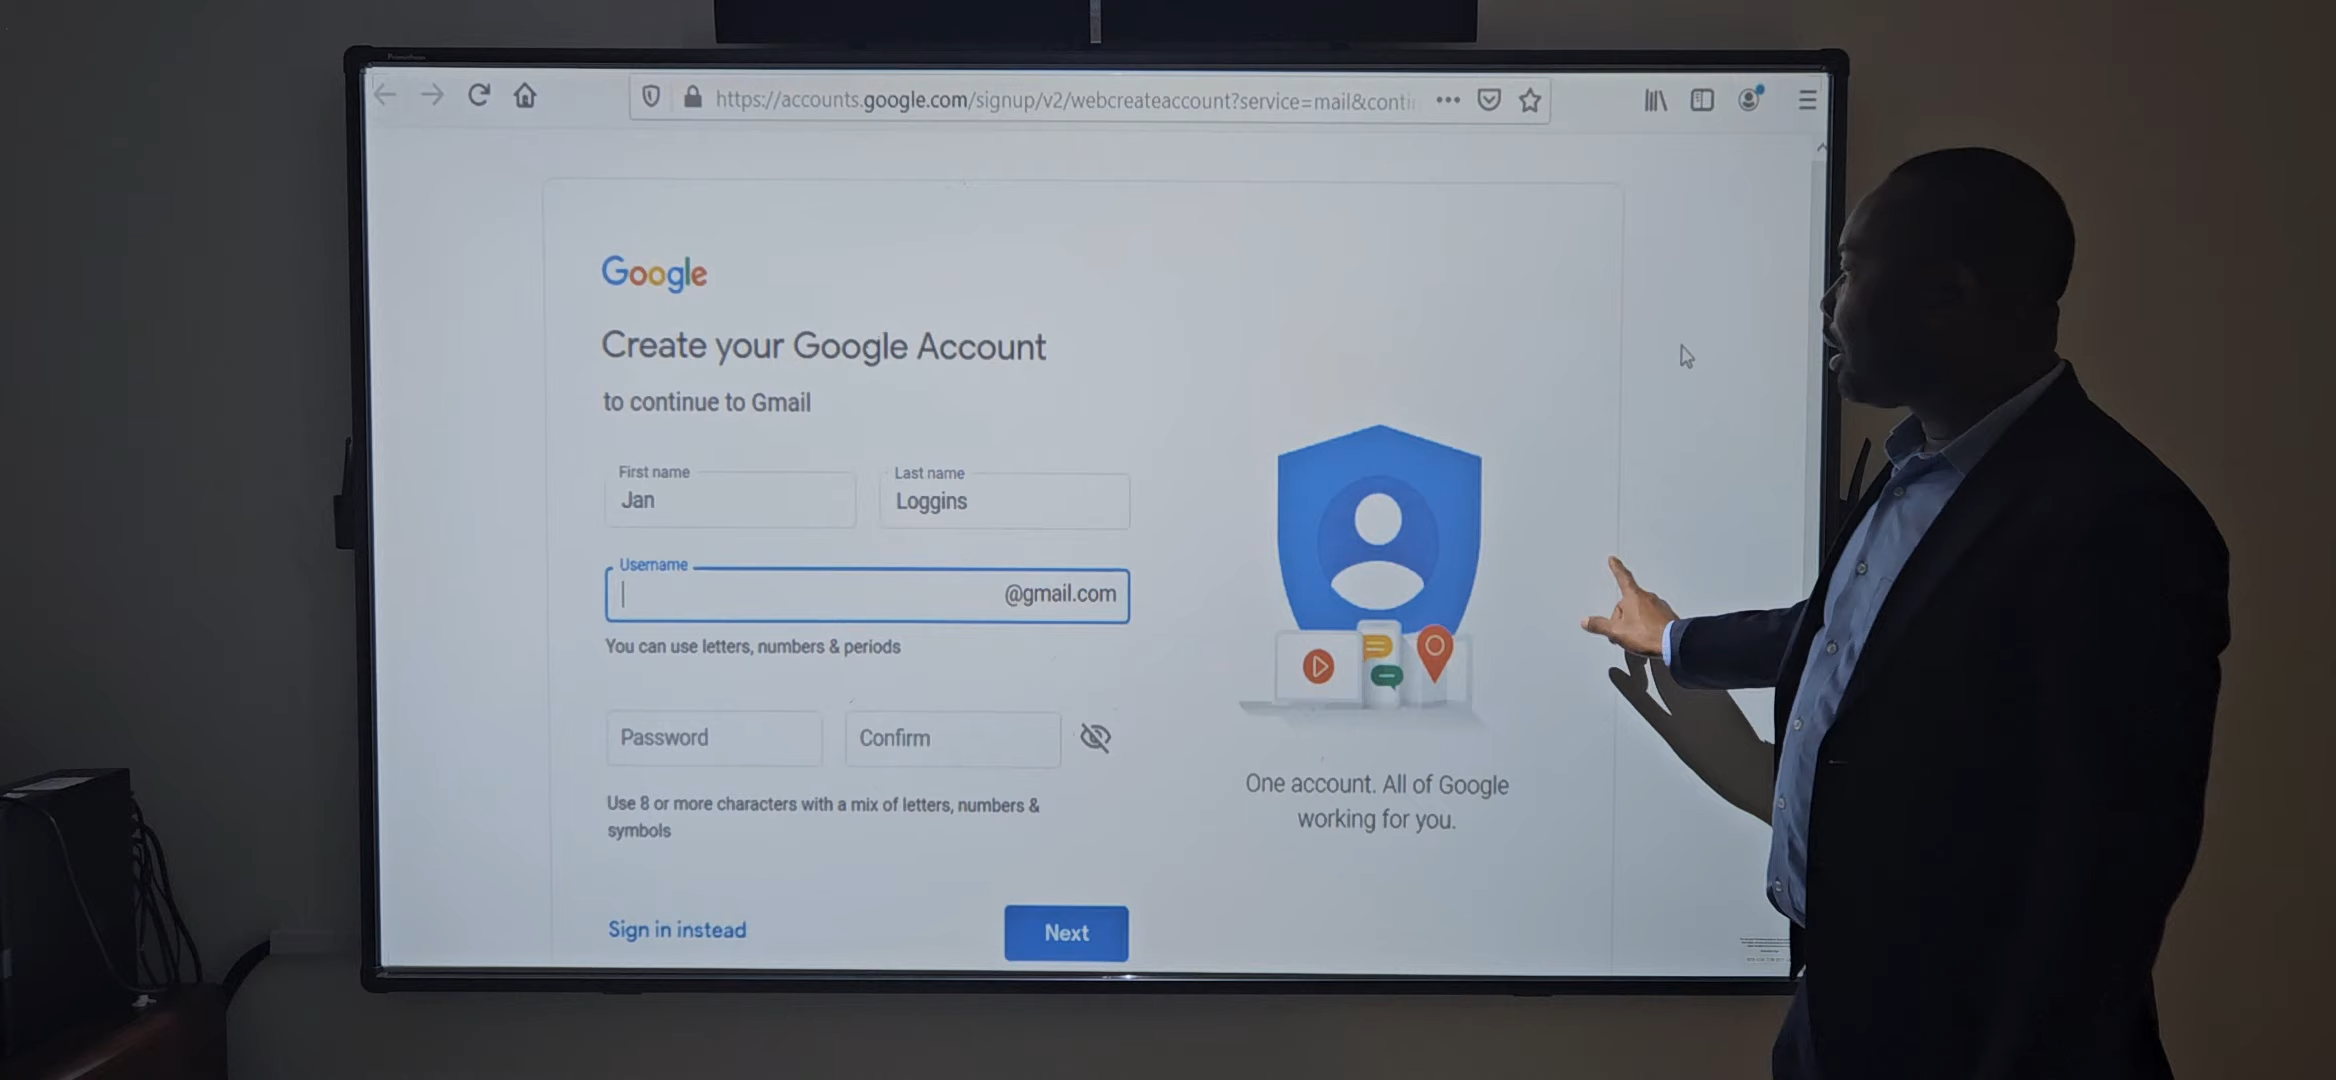 https://accounts.google.com/signup/v2/webcreateaccount?service=mail&conti
Google
Create your Google Account
to continue to Gmail
First name
Jan
Last name
Loggins
Username
@gmail.com
You can use letters, numbers & periods
Password
Confirm
Use 8 or more characters with a mix of letters, numbers &
symbols
One account. All of Google
working for you.
Sign in instead
Next